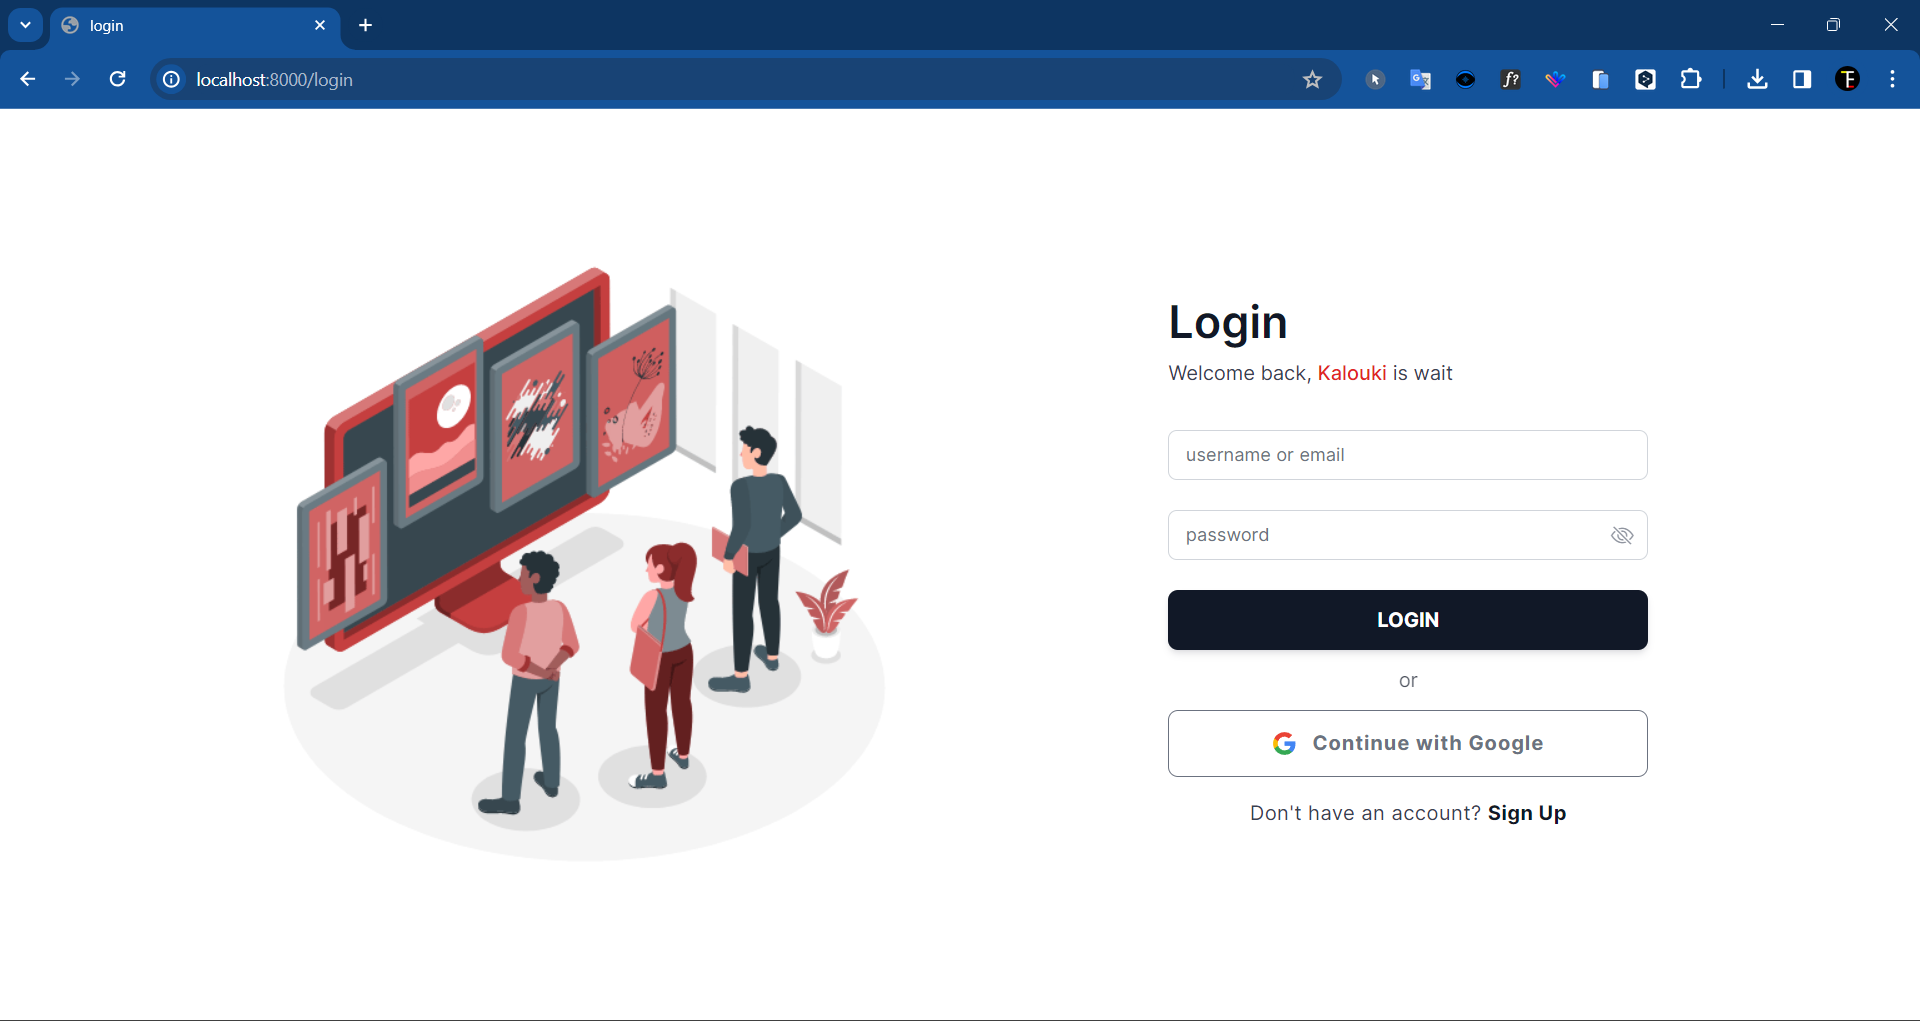 login
localhost:8000/login
Login
Welcome back, Kalouki is wait
username or email
password
LOGIN
or
Continue with Google
Don't have an account? Sign Up